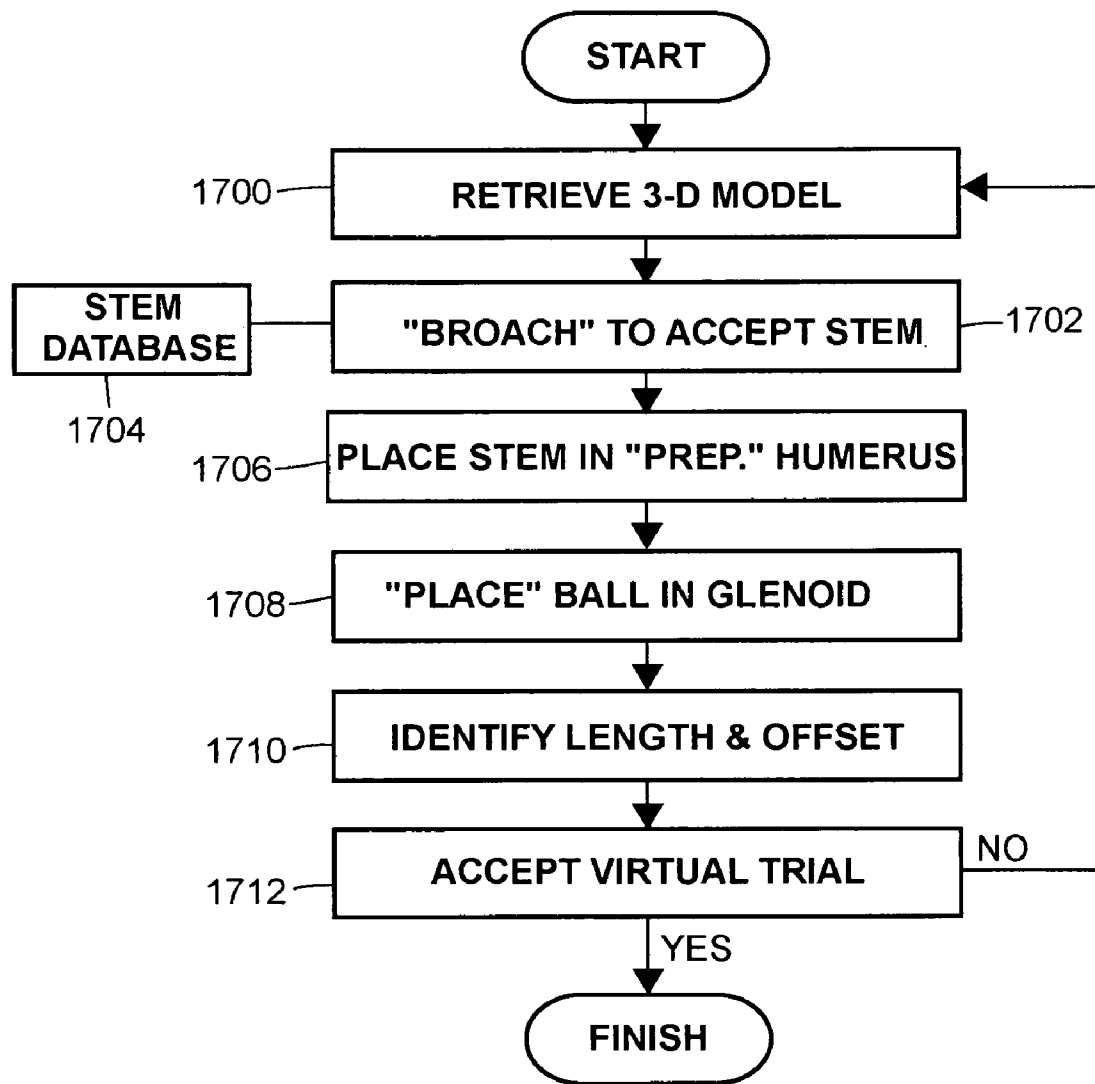 START
1700
RETRIEVE 3-D MODEL
STEM
DATABASE
1704
"BROACH" TO ACCEPT STEM
1702
1706
PLACE STEM IN "PREP." HUMERUS
1708
"PLACE" BALL IN GLENOID
1710
IDENTIFY LENGTH & OFFSET
1712
ACCEPT VIRTUAL TRIAL
NO
YES
FINISH